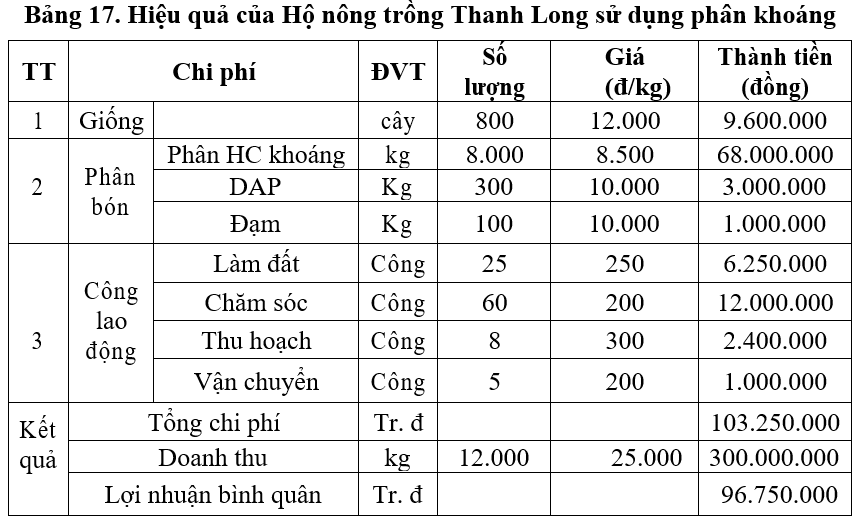 Bảng 17. Hiệu quả của Hộ nông trồng Thanh Long sử dụng phân khoáng
TT Chi phí ĐVT Số lượng Giá (đ/kg) Thành tiền (đồng)
1 Giống cây 800 12.000 9.600.000
2 Phân bón Phân HC khoáng kg 8.000 8.500 68.000.000
DAP Kg 300 10.000 3.000.000
Đạm Kg 100 10.000 1.000.000
3 Công lao động Làm đất Công 25 250 6.250.000
Chăm sóc Công 60 200 12.000.000
Thu hoạch Công 8 300 2.400.000
Vận chuyển Công 5 200 1.000.000
Kết quả Tổng chi phí Tr. đ 103.250.000
Doanh thu kg 12.000 25.000 300.000.000
Lợi nhuận bình quân Tr. đ 96.750.000